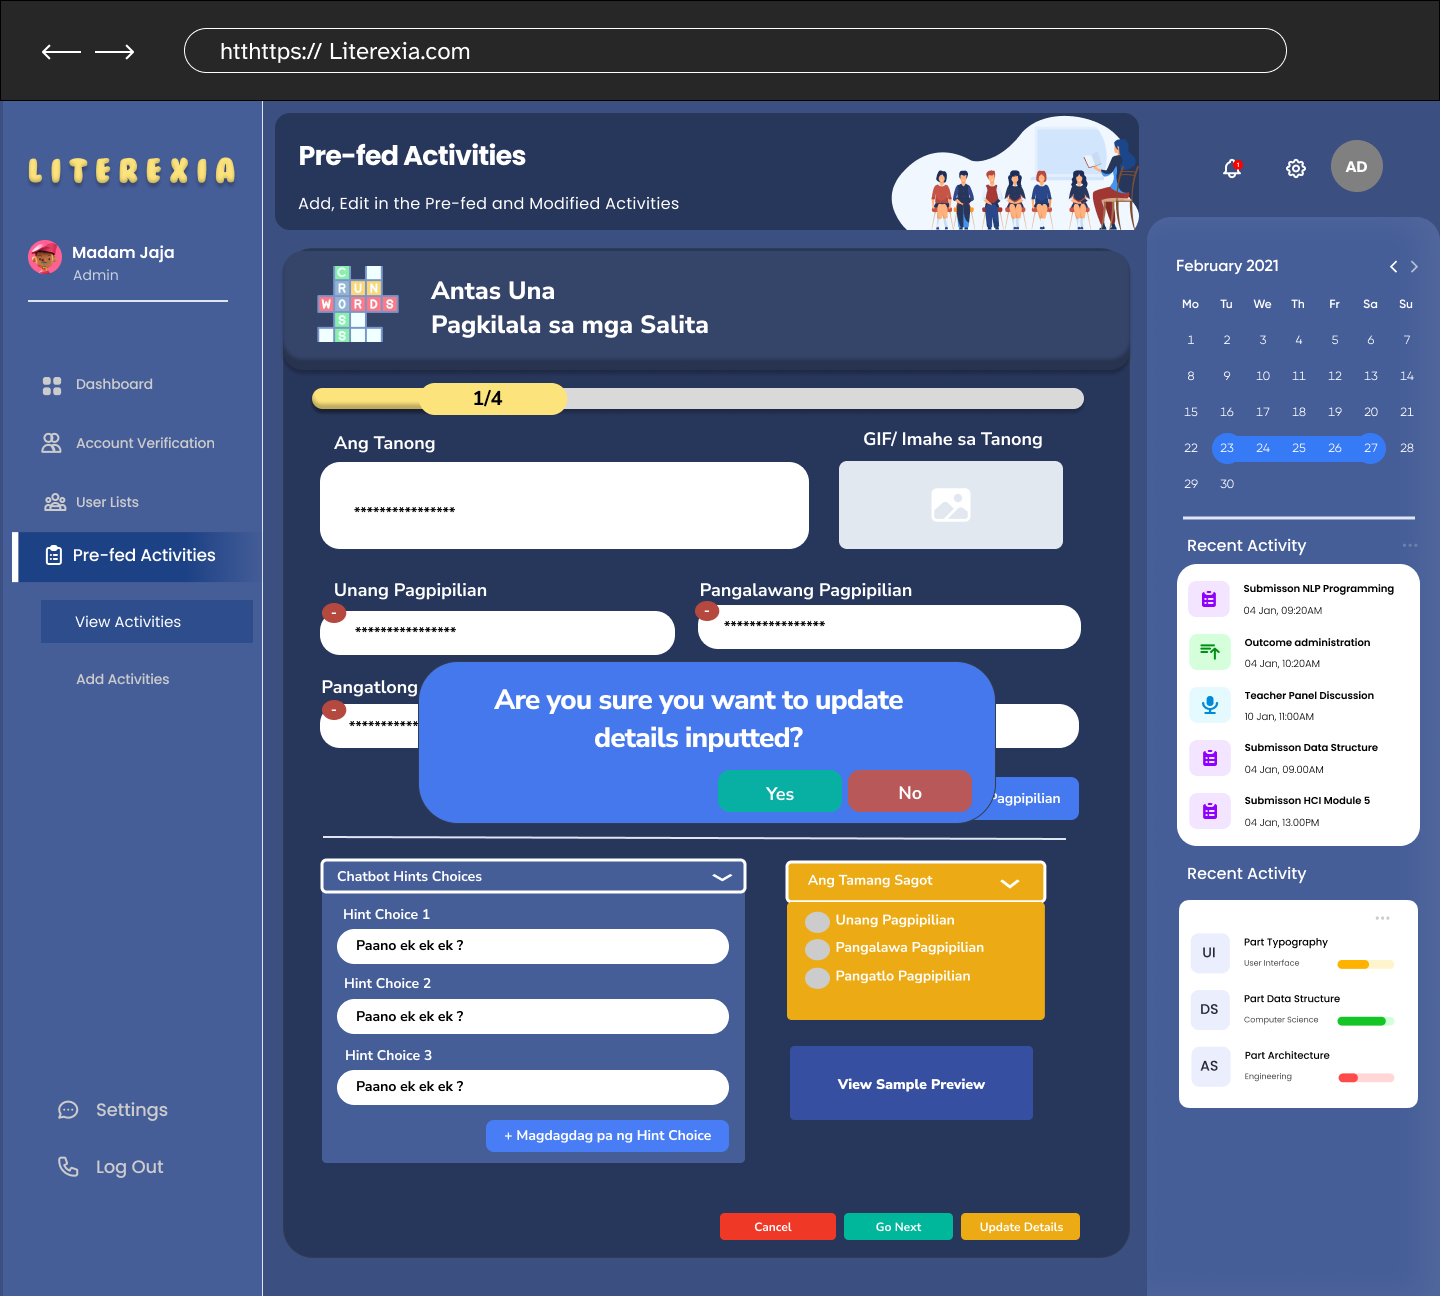 htthttps:// Literexia.com
LITEREXIA
Madam Jaja
Admin
Dashboard
Account Verification
User Lists
Pre-fed Activities
View Activities
Add Activities
Settings
Log Out
Pre-fed Activities
Add, Edit in the Pre-fed and Modified Activities
C
RUN
WORDS
S
S
Antas Una
Pagkilala sa mga Salita
1/4
Ang Tanong
****************
GIF/ Imahe sa Tanong
Unang Pagpipilian
-
****************
Pangalawang Pagpipilian
-
****************
Pangatlong
-
Are you sure you want to update
details inputted?
Yes
No
Pagpipilian
Chatbot Hints Choices
Hint Choice 1
Paano ek ek ek ?
Hint Choice 2
Paano ek ek ek ?
Hint Choice 3
Paano ek ek ek ?
+ Magdagdag pa ng Hint Choice
Ang Tamang Sagot
Unang Pagpipilian
Pangalawa Pagpipilian
Pangatlo Pagpipilian
View Sample Preview
Cancel
Go Next
Update Details
1
AD
February 2021
Mo Tu We Th Fr Sa Su
1 2 3 4 5 6 7
8 9 10 11 12 13 14
15 16 17 18 19 20 21
22 23 24 25 26 27 28
29 30
Recent Activity
Submisson NLP Programming
04 Jan, 09:20AM
Outcome administration
04 Jan, 10:20AM
Teacher Panel Discussion
10 Jan, 11:00AM
Submisson Data Structure
04 Jan, 09.00AM
Submisson HCI Module 5
04 Jan, 13.00PM
Recent Activity
UI
Part Typography
User Interface
DS
Part Data Structure
Computer Science
AS
Part Architecture
Engineering